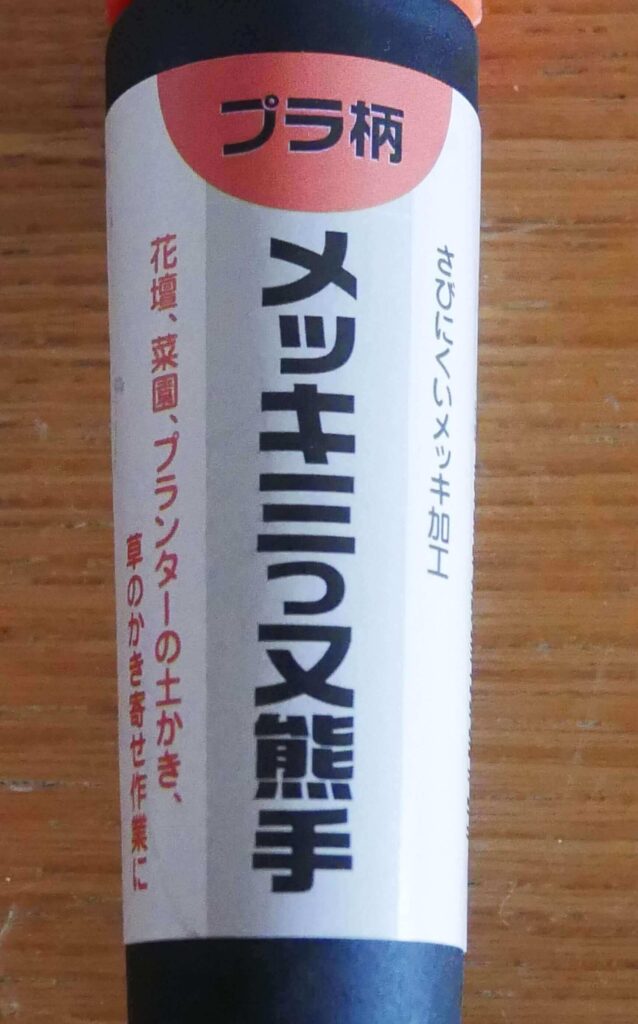 プラ柄
さびにくいメッキ加工
メッキ三つ又熊手
花壇、菜園、プランターの土かき、
草のかき寄せ作業に